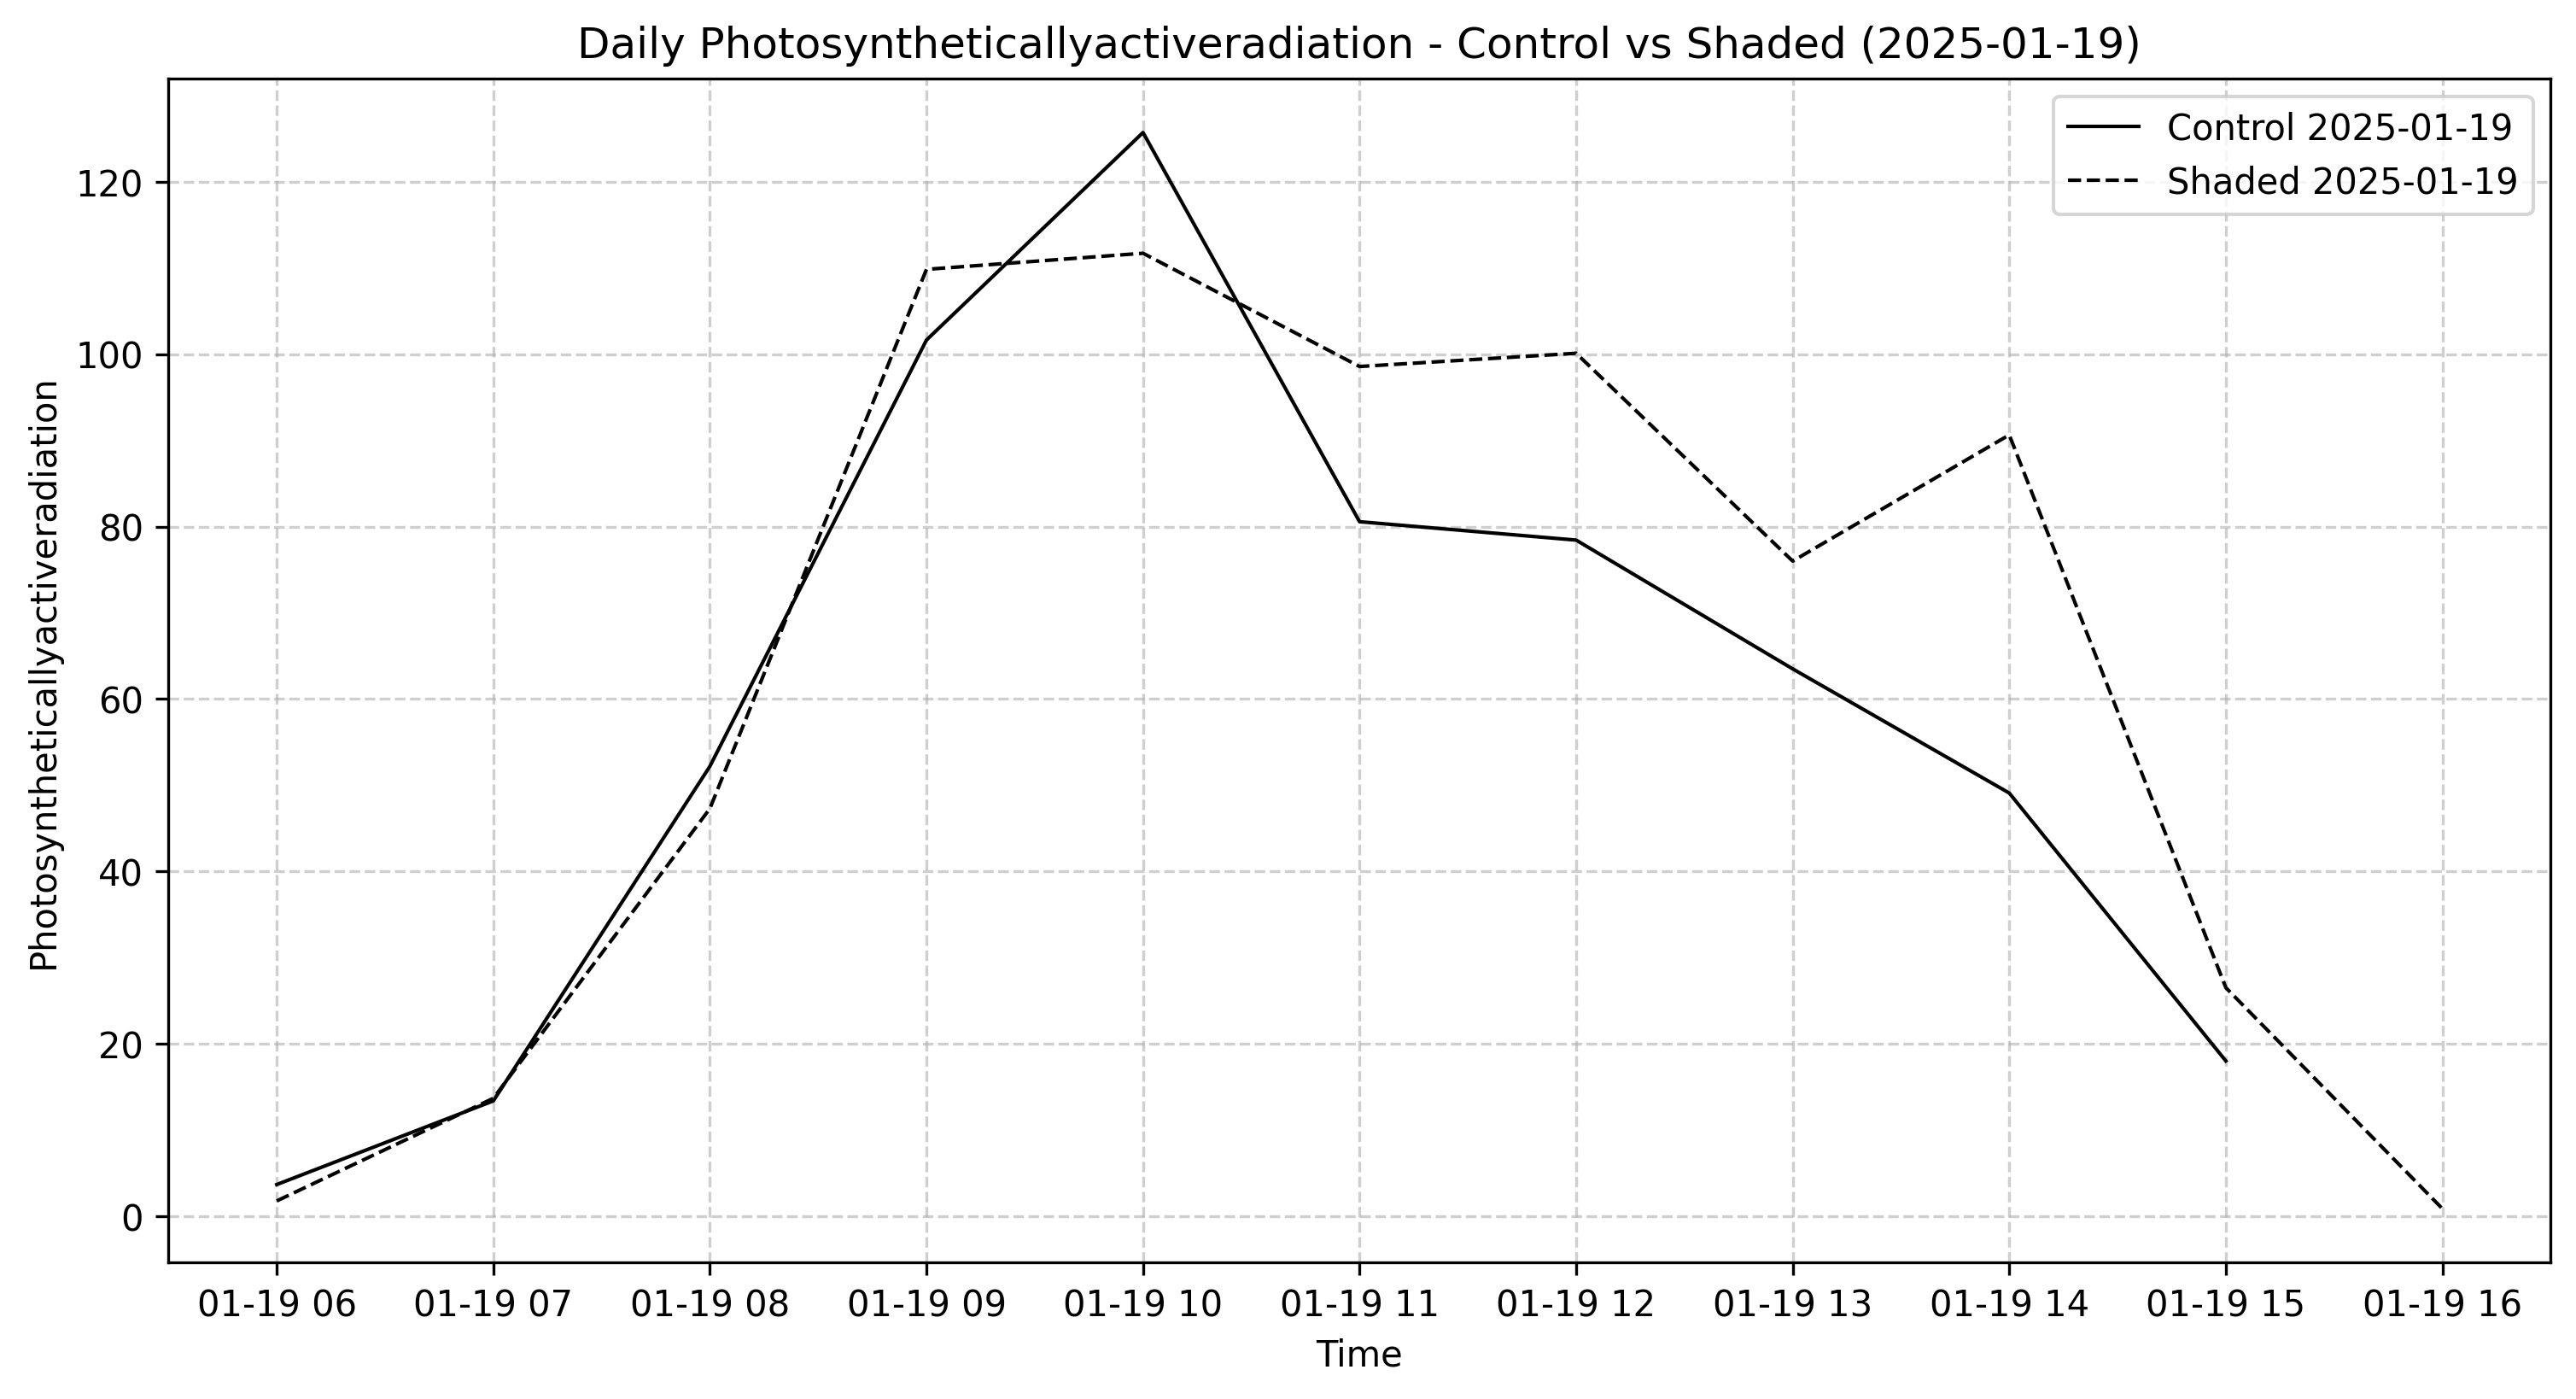 Daily Photosyntheticallyactiveradiation - Control vs Shaded (2025-01-19)
Control 2025-01-19
Shaded 2025-01-19
Photosyntheticallyactiveradiation
120
100
80
60
40
20
0
01-19 06 01-19 07 01-19 08 01-19 09 01-19 10 01-19 11 01-19 12 01-19 13 01-19 14 01-19 15 01-19 16
Time